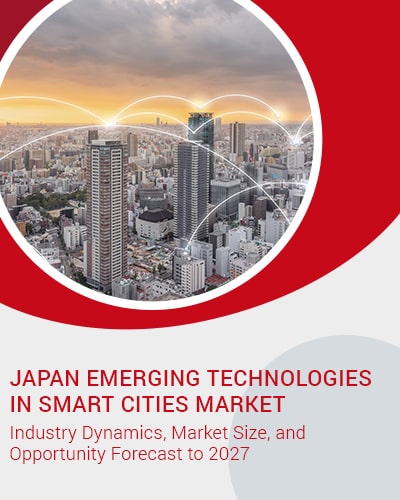 JAPAN EMERGING TECHNOLOGIES
IN SMART CITIES MARKET
Industry Dynamics, Market Size, and
Opportunity Forecast to 2027